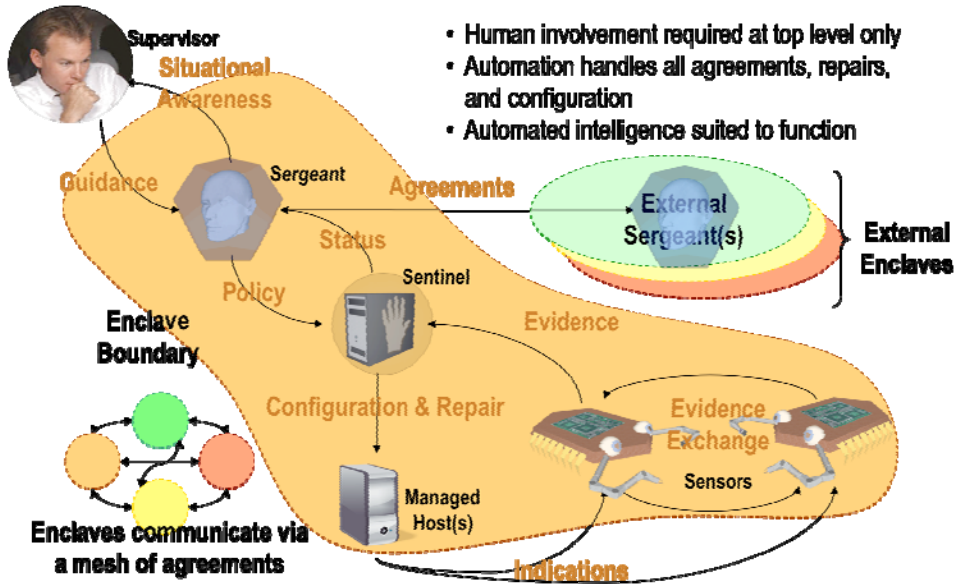 Supervisor
Situational
Awareness
• Human involvement required at top level only
• Automation handles all agreements, repairs,
and configuration
• Automated intelligence suited to function
Guidance
Sergeant
Agreements
External
Sergeant(s)
External
Enclaves
Status
Sentinel
Policy
Evidence
Enclave
Boundary
Configuration & Repair
Evidence
Exchange
Sensors
Managed
Host(s)
Enclaves communicate via
a mesh of agreements
Indications